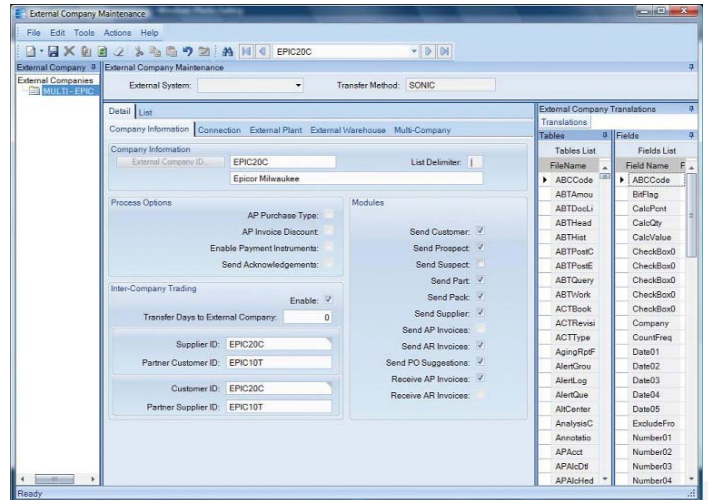 External Company Maintenance
File Edit Tools Actions Help
EPIC20C
External Company
External Companies
MULTI - EPIC
External Company Maintenance
External System:
Transfer Method: SONIC
Detail List
Company Information Connection External Plant External Warehouse Multi-Company
Company Information
External Company ID... EPIC20C List Delimiter: |
Epicor Milwaukee
Process Options
AP Purchase Type:
AP Invoice Discount:
Enable Payment Instruments:
Send Acknowledgements:
Inter-Company Trading
Enable:
Transfer Days to External Company: 0
Supplier ID: EPIC20C
Partner Customer ID: EPIC10T
Customer ID: EPIC20C
Partner Supplier ID: EPIC10T
Modules
Send Customer:
Send Prospect:
Send Suspect:
Send Part:
Send Pack:
Send Supplier:
Send AP Invoices:
Send AR Invoices:
Send PO Suggestions:
Receive AP Invoices:
Receive AR Invoices:
External Company Translations
Translations
Tables
Tables List
FileName
ABCCode
ABTAmou
ABTDocLi
ABTHead
ABTHist
ABTPostC
ABTPostE
ABTQuery
ABTWork
ACTBook
ACTRevisi
ACTType
AgingRptF
AlertGrou
AlertLog
AlertQue
AltCenter
AnalysisC
Annotatio
APAcct
APAlcDtl
APAlcHed
Fields
Fields List
Field Name F
ABCCode
BitFlag
CalcPcnt
CalcQty
CalcValue
CheckBox0
CheckBox0
CheckBox0
CheckBox0
CheckBox0
Company
CountFreq
Date01
Date02
Date03
Date04
Date05
ExcludeFro
Number01
Number02
Number03
Number04
Ready